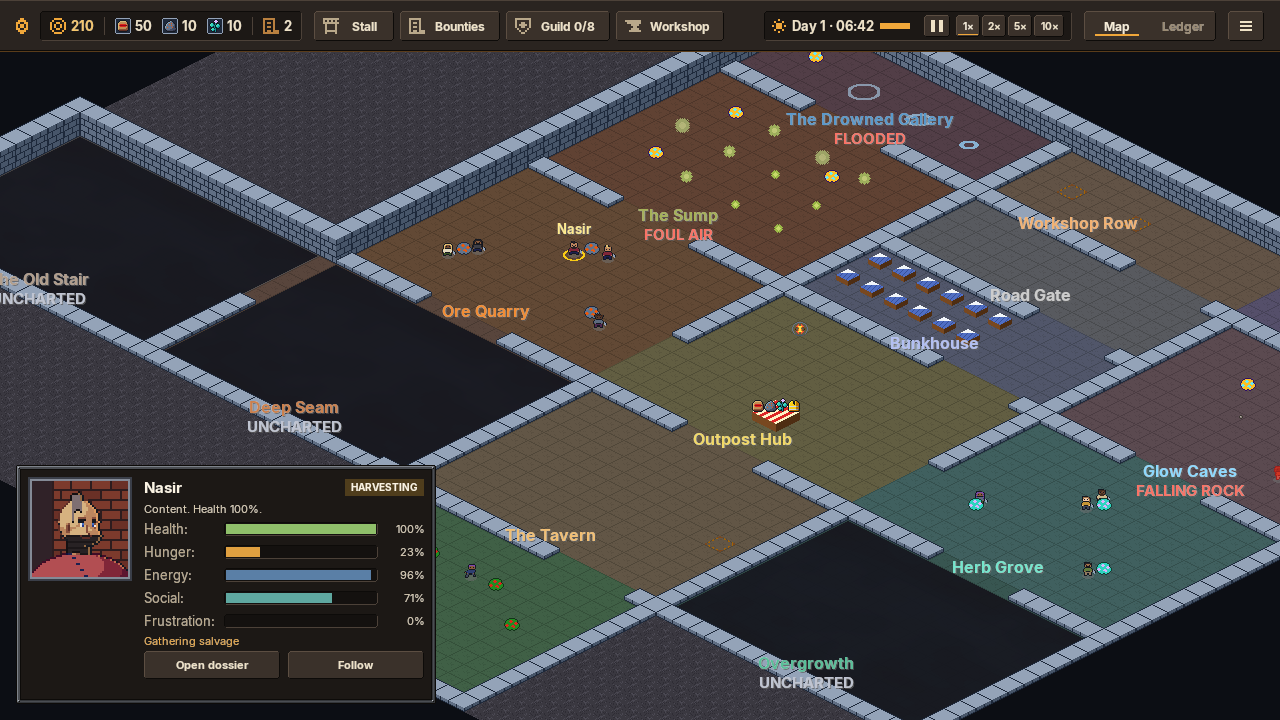 210 50 10 10 2 Stall Bounties Guild 0/8 Workshop Day 1 · 06:42 1x 2x 5x 10x Map Ledger
The Drowned Gallery
FLOODED
The Sump
FOUL AIR
Workshop Row
Nasir
UNCHARTED
Road Gate
Ore Quarry
Bunkhouse
Deep Seam
UNCHARTED
Outpost Hub
Glow Caves
FALLING ROCK
The Tavern
Herb Grove
Overgrowth
UNCHARTED
Nasir HARVESTING
Content. Health 100%.
Health: 100%
Hunger: 23%
Energy: 96%
Social: 71%
Frustration: 0%
Gathering salvage
Open dossier Follow